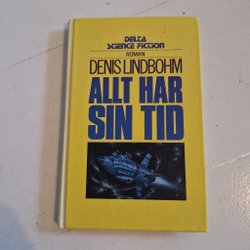 DELTA
SCIENCE FICTION
ROMAN
DENIS LINDBOHM
ALLT HAR
SIN TID